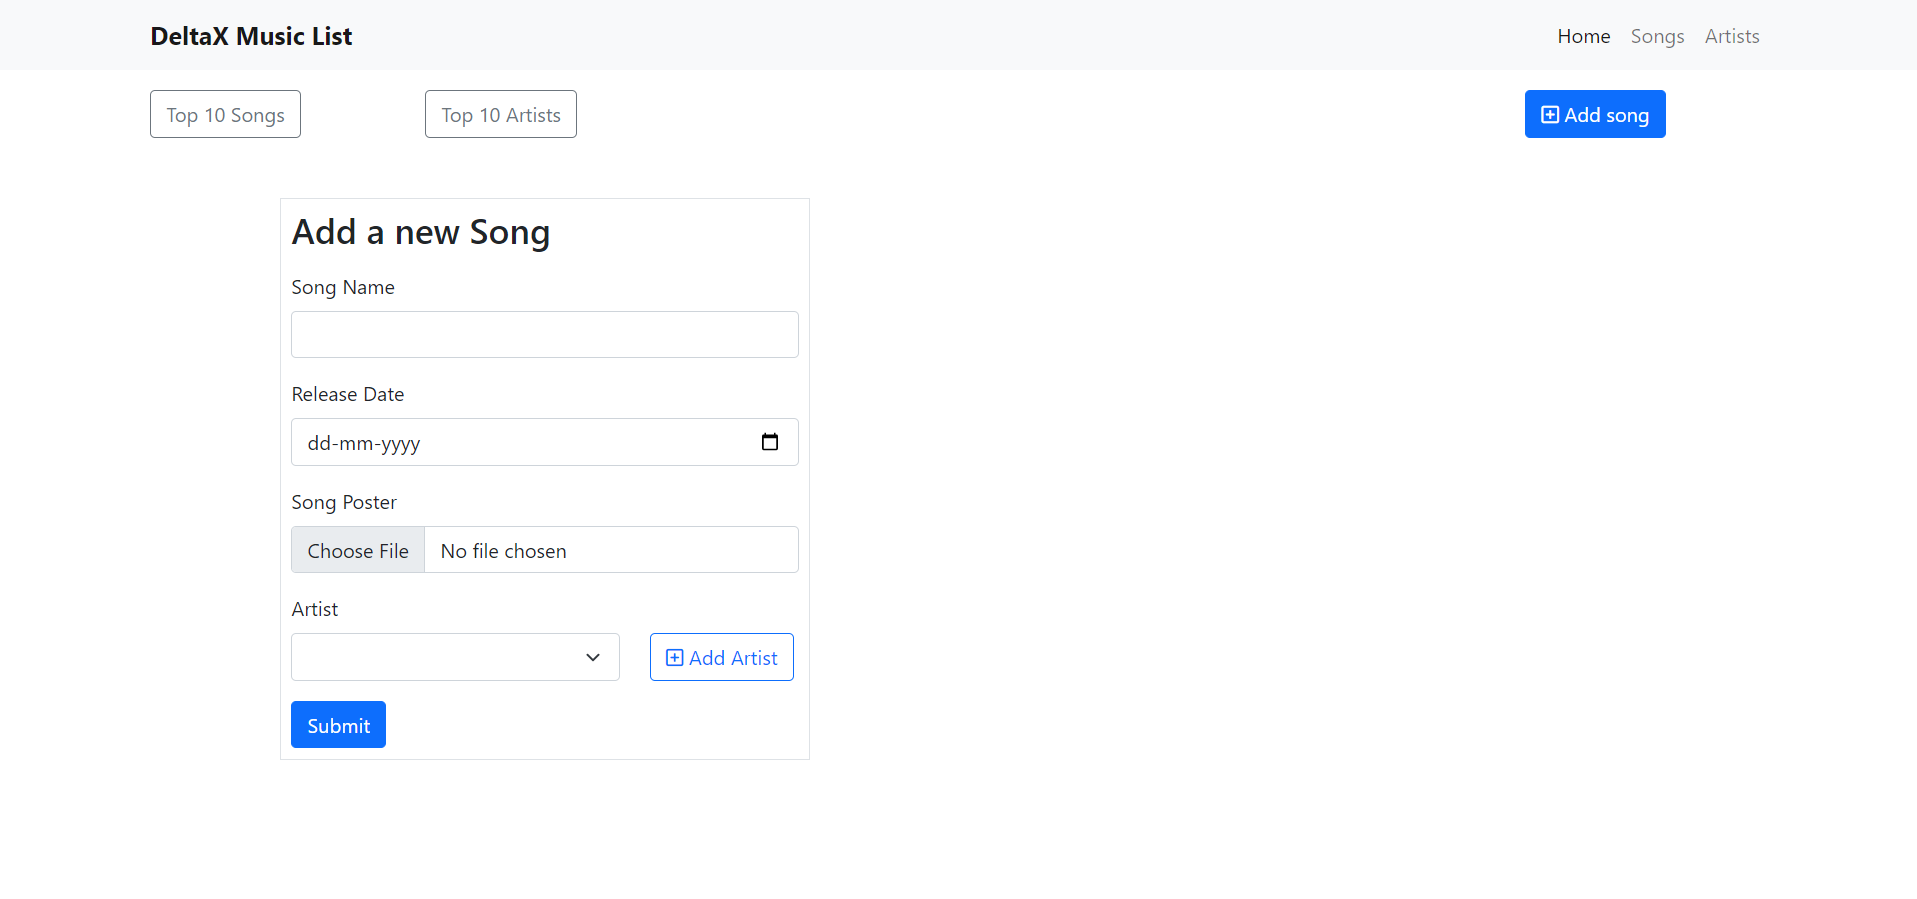 DeltaX Music List
Home Songs Artists
Top 10 Songs Top 10 Artists Add song
Add a new Song
Song Name
Release Date
dd-mm-yyyy
Song Poster
Choose File No file chosen
Artist
Add Artist
Submit